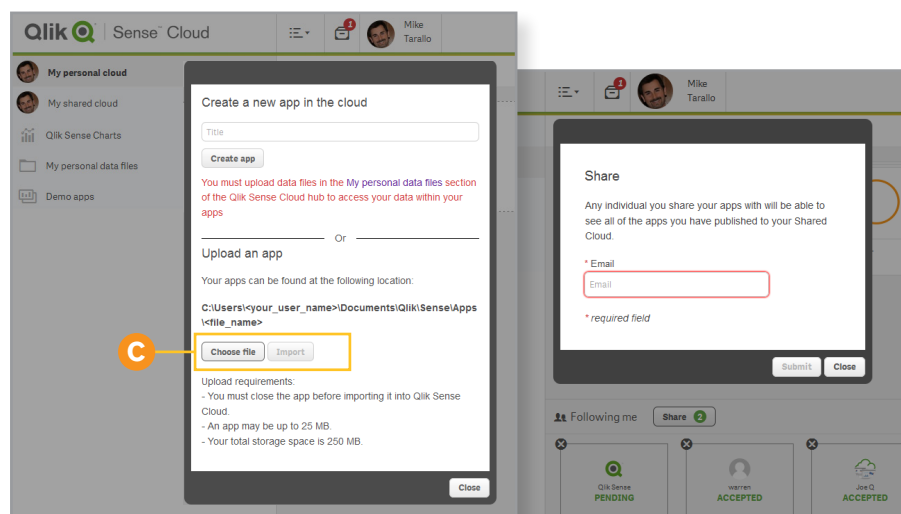 Qlik Q Sense™ Cloud
1
Mike
Tarallo
My personal cloud
My shared cloud
Qlik Sense Charts
My personal data files
Demo apps
Create a new app in the cloud
Title
Create app
You must upload data files in the My personal data files section
of the Qlik Sense Cloud hub to access your data within your
apps
Or
Upload an app
Your apps can be found at the following location:
C:\Users\<your_user_name>\Documents\Qlik\Sense\Apps
\<file_name>
C
Choose file Import
Upload requirements:
- You must close the app before importing it into Qlik Sense
Cloud.
- An app may be up to 25 MB.
- Your total storage space is 250 MB.
Close
1
Mike
Tarallo
Share
Any individual you share your apps with will be able to
see all of the apps you have published to your Shared
Cloud.
* Email
Email
* required field
Submit Close
Following me Share 2
Qlik Sense
PENDING
warren
ACCEPTED
Joe Q
ACCEPTED